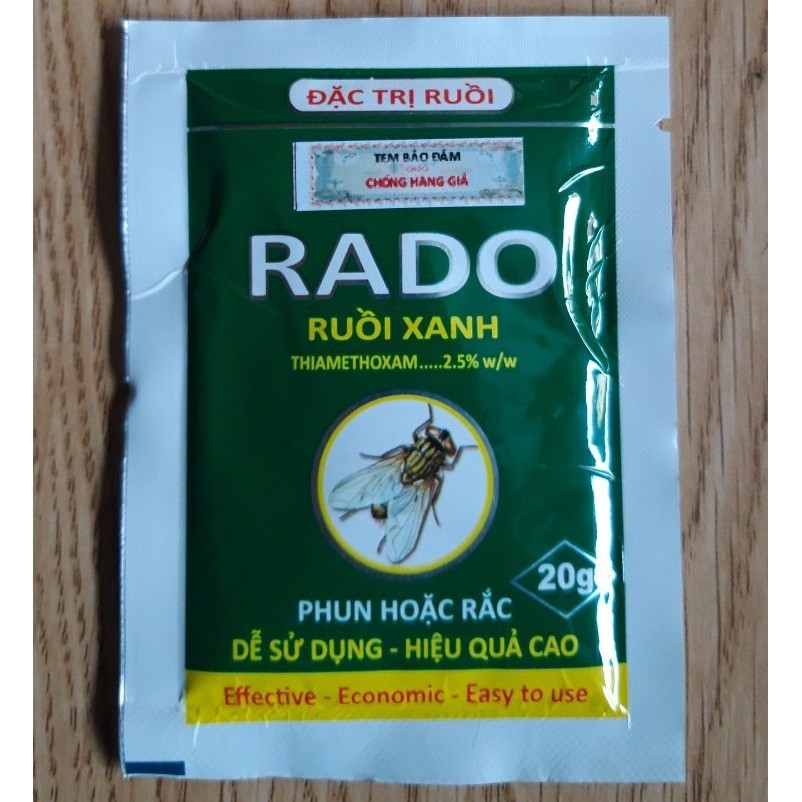 ĐẶC TRỊ RUỒI
TEM BẢO ĐẢM
CHỐNG HÀNG GIẢ
RADO
RUỒI XANH
THIAMETHOXAM.....2.5% w/w
20g
PHUN HOẶC RẮC
DỄ SỬ DỤNG - HIỆU QUẢ CAO
Effective - Economic - Easy to use